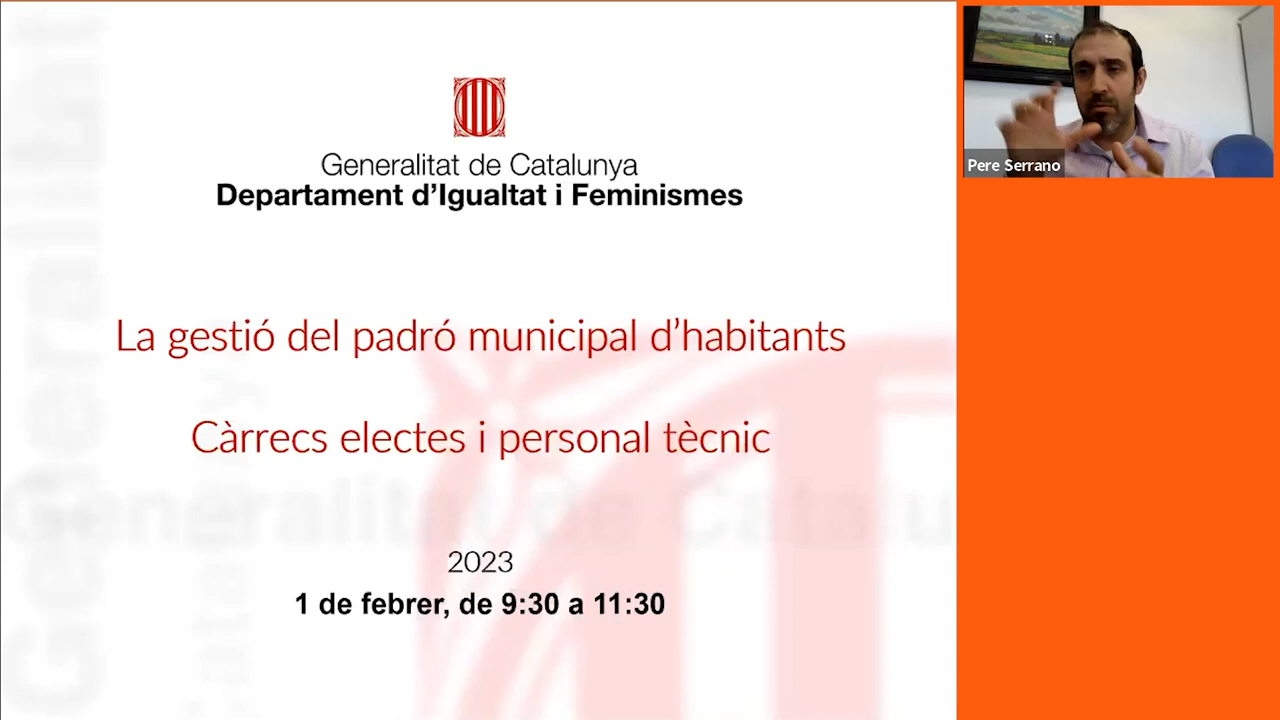 Generalitat de Catalunya
Departament d'Igualtat i Feminismes
La gestió del padró municipal d'habitants
Càrrecs electes i personal tècnic
2023
1 de febrer, de 9:30 a 11:30
Pere Serrano